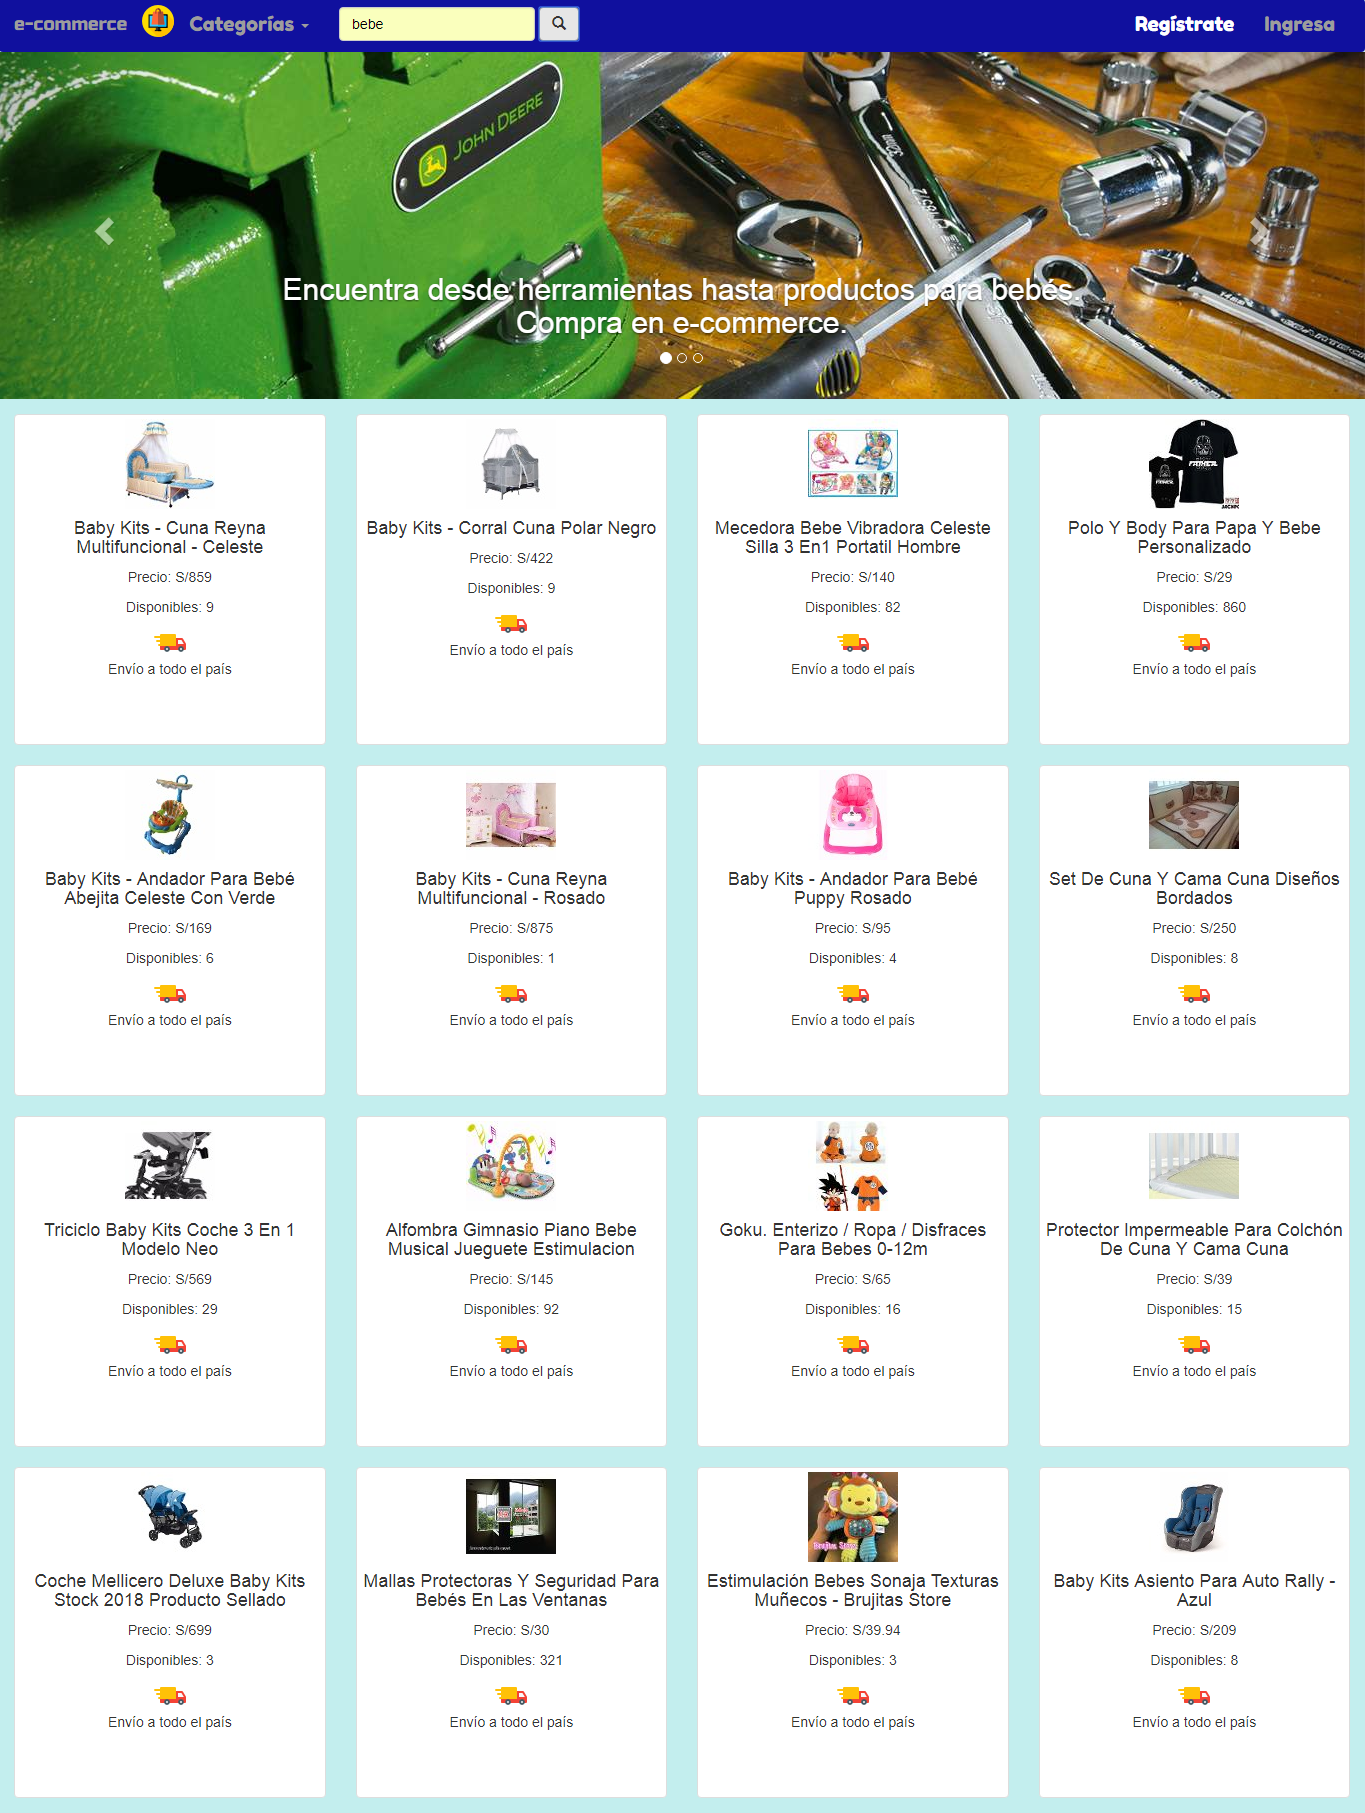 e-commerce
Categorías
bebe
Regístrate
Ingresa
JOHN DEERE
32mm
Encuentra desde herramientas hasta productos para bebés.
Compra en e-commerce.
Baby Kits - Cuna Reyna
Multifuncional - Celeste
Precio: S/859
Disponibles: 9
Envío a todo el país
Baby Kits - Corral Cuna Polar Negro
Precio: S/422
Disponibles: 9
Envío a todo el país
Mecedora Bebe Vibradora Celeste
Silla 3 En1 Portatil Hombre
Precio: S/140
Disponibles: 82
Envío a todo el país
FATHER
FATHER
Polo Y Body Para Papa Y Bebe
Personalizado
Precio: S/29
Disponibles: 860
Envío a todo el país
Baby Kits - Andador Para Bebé
Abejita Celeste Con Verde
Precio: S/169
Disponibles: 6
Envío a todo el país
Baby Kits - Cuna Reyna
Multifuncional - Rosado
Precio: S/875
Disponibles: 1
Envío a todo el país
Baby Kits - Andador Para Bebé
Puppy Rosado
Precio: S/95
Disponibles: 4
Envío a todo el país
Set De Cuna Y Cama Cuna Diseños
Bordados
Precio: S/250
Disponibles: 8
Envío a todo el país
Triciclo Baby Kits Coche 3 En 1
Modelo Neo
Precio: S/569
Disponibles: 29
Envío a todo el país
Alfombra Gimnasio Piano Bebe
Musical Jueguete Estimulacion
Precio: S/145
Disponibles: 92
Envío a todo el país
Goku. Enterizo / Ropa / Disfraces
Para Bebes 0-12m
Precio: S/65
Disponibles: 16
Envío a todo el país
Protector Impermeable Para Colchón
De Cuna Y Cama Cuna
Precio: S/39
Disponibles: 15
Envío a todo el país
Coche Mellicero Deluxe Baby Kits
Stock 2018 Producto Sellado
Precio: S/699
Disponibles: 3
Envío a todo el país
Mallas Protectoras Y Seguridad Para
Bebés En Las Ventanas
Precio: S/30
Disponibles: 321
Envío a todo el país
Brujitas Store
Estimulación Bebes Sonaja Texturas
Muñecos - Brujitas Store
Precio: S/39.94
Disponibles: 3
Envío a todo el país
Baby Kits Asiento Para Auto Rally -
Azul
Precio: S/209
Disponibles: 8
Envío a todo el país